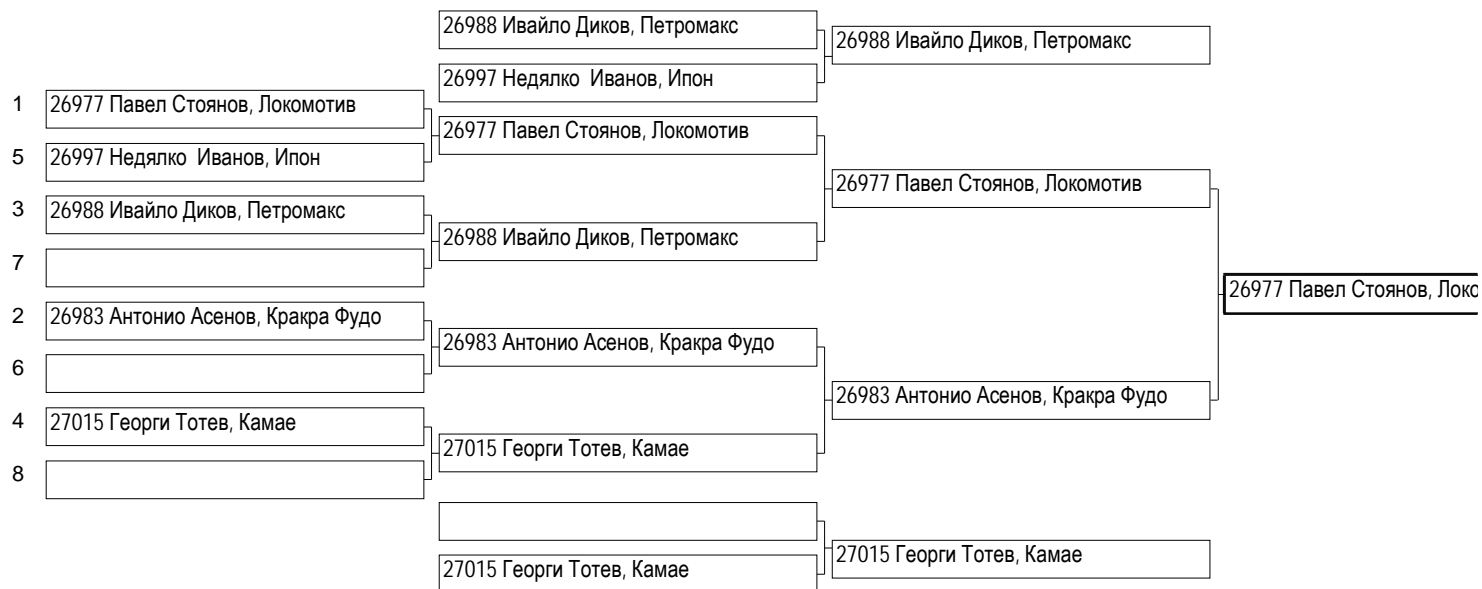 26988 Ивайло Диков, Петромакс
26988 Ивайло Диков, Петромакс
26997 Недялко  Иванов, Ипон
1 26977 Павел Стоянов, Локомотив
26977 Павел Стоянов, Локомотив
5 26997 Недялко  Иванов, Ипон
26977 Павел Стоянов, Локомотив
3 26988 Ивайло Диков, Петромакс
26988 Ивайло Диков, Петромакс
7
26977 Павел Стоянов, Локо
2 26983 Антонио Асенов, Кракра Фудо
26983 Антонио Асенов, Кракра Фудо
6
26983 Антонио Асенов, Кракра Фудо
4 27015 Георги Тотев, Камае
27015 Георги Тотев, Камае
8
27015 Георги Тотев, Камае
27015 Георги Тотев, Камае